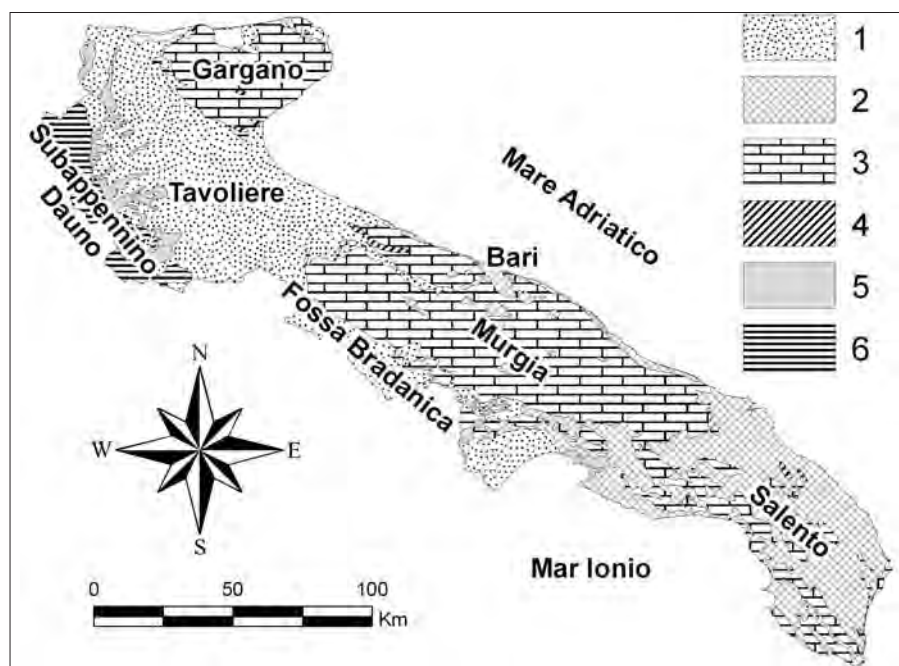 Gargano
Tavoliere
Subappennino
Dauno
Mare Adriatico
Bari
Murgia
Fossa Bradanica
Salento
Mar Ionio
N
W
E
S
0
50
100
Km
1
2
3
4
5
6